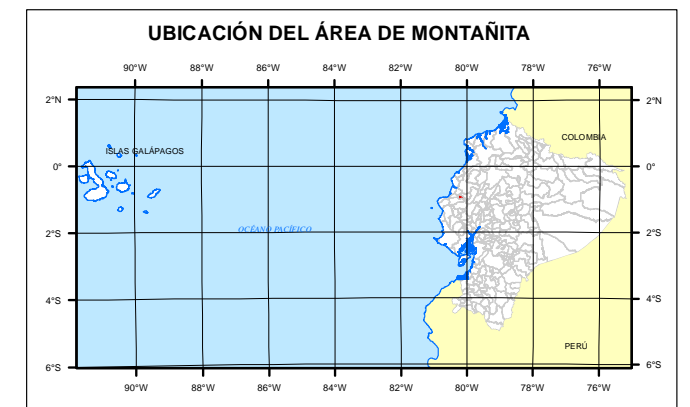 UBICACIÓN DEL ÁREA DE MONTAÑITA
90°W 88°W 86°W 84°W 82°W 80°W 78°W 76°W
2°N 2°N
COLOMBIA
ISLAS GALÁPAGOS
0° 0°
OCÉANO PACÍFICO
2°S 2°S
4°S 4°S
PERÚ
6°S 6°S
90°W 88°W 86°W 84°W 82°W 80°W 78°W 76°W